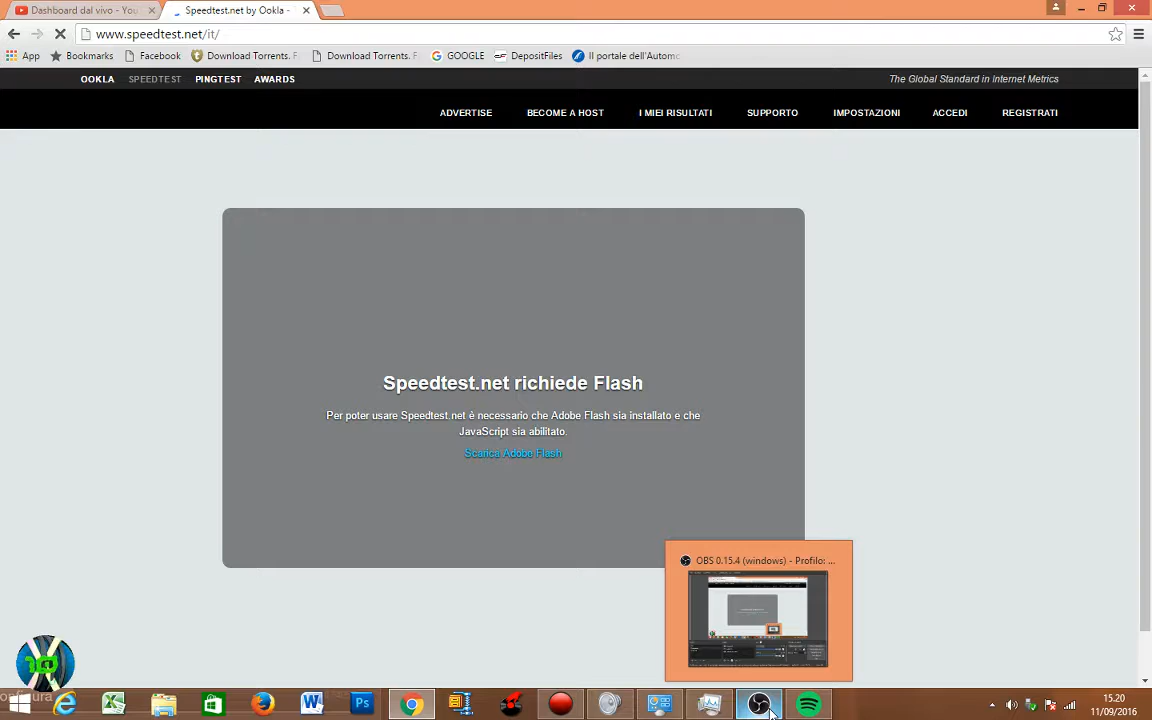 Dashboard dal vivo - You
Speedtest.net by Ookla -
www.speedtest.net/it/
App
Bookmarks
Facebook
Download Torrents. F
Download Torrents. F
GOOGLE
DepositFiles
Il portale dell'Automo
OOKLA
SPEEDTEST
PINGTEST
AWARDS
The Global Standard in Internet Metrics
ADVERTISE
BECOME A HOST
I MIEI RISULTATI
SUPPORTO
IMPOSTAZIONI
ACCEDI
REGISTRATI
Speedtest.net richiede Flash
Per poter usare Speedtest.net è necessario che Adobe Flash sia installato e che
JavaScript sia abilitato.
Scarica Adobe Flash
OBS 0.15.4 (windows) - Profilo: ...
15.20
11/09/2016